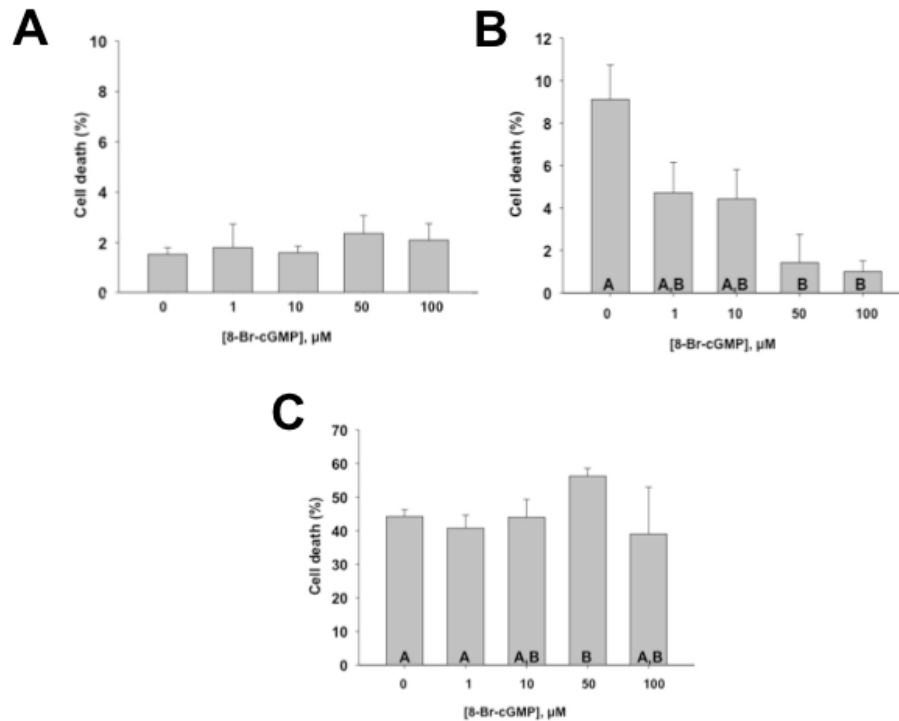 A
10
8
6
4
2
0
Cell death (%)
0 1 10 50 100
[8-Br-cGMP], µM
B
12
10
8
6
4
2
0
Cell death (%)
A A,B A,B B B
0 1 10 50 100
[8-Br-cGMP], µM
C
70
60
50
40
30
20
10
0
Cell death (%)
A A A,B B A,B
0 1 10 50 100
[8-Br-cGMP], µM